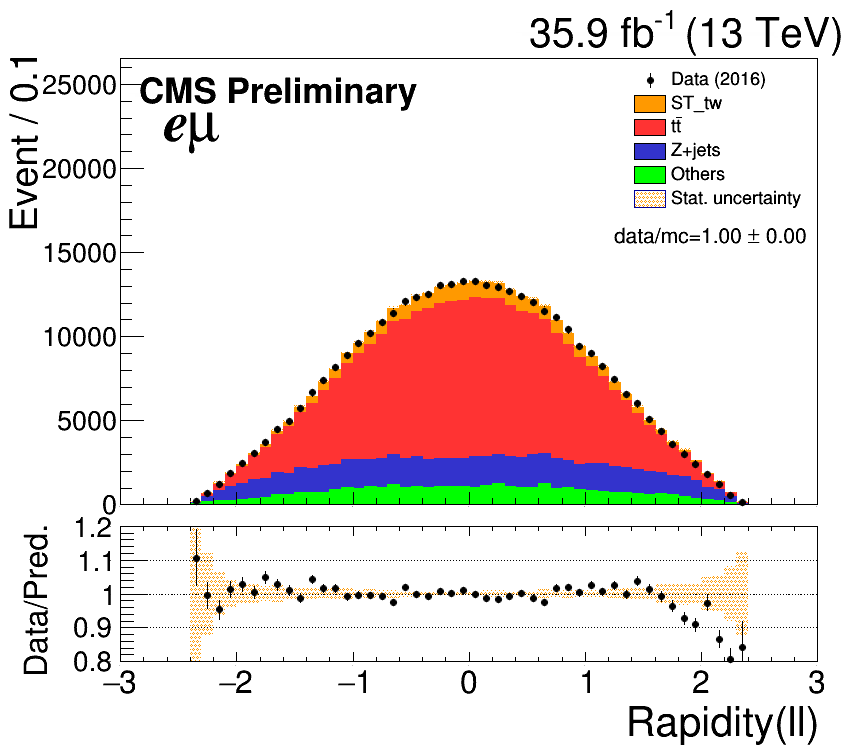 35.9 fb⁻¹ (13 TeV)
Event / 0.1
25000
20000
15000
10000
5000
0
CMS Preliminary
eμ
Data (2016)
ST_tw
tt̄
Z+jets
Others
Stat. uncertainty
data/mc=1.00 ± 0.00
Data/Pred.
1.2
1.1
1
0.9
0.8
−3 −2 −1 0 1 2 3
Rapidity(ll)